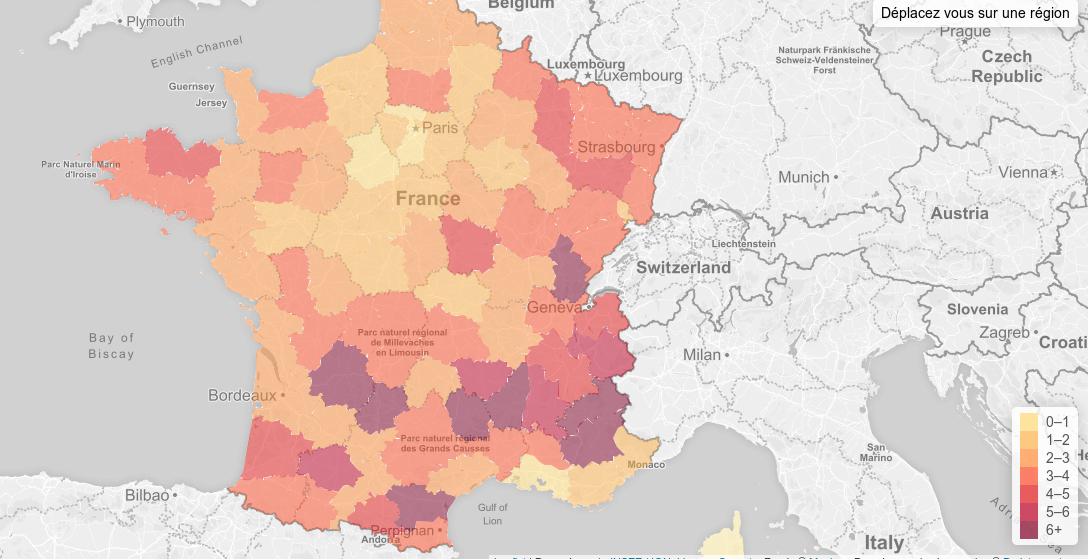 Belgium
Déplacez vous sur une région
Plymouth
English Channel
Prague
Naturpark Fränkische
Schweiz-Veldensteiner
Forst
Czech
Republic
Luxembourg
Luxembourg
Guernsey
Jersey
Paris
Strasbourg
Parc Naturel Marin
d'Iroise
Munich
Vienna
France
Austria
Liechtenstein
Switzerland
Geneva
Slovenia
Zagreb
Bay of
Biscay
Parc naturel régional
de Millevaches
en Limousin
Milan
Bordeaux
Parc naturel régional
des Grands Causses
San
Marino
Monaco
Bilbao
Gulf of
Lion
Perpignan
Andorra
Italy
0–1
1–2
2–3
3–4
4–5
5–6
6+